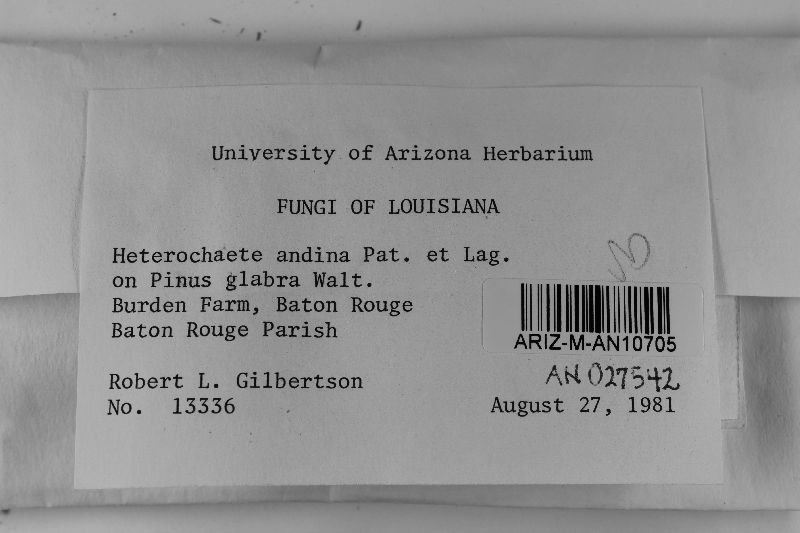 University of Arizona Herbarium
FUNGI OF LOUISIANA
Heterochaete andina Pat. et Lag.
on Pinus glabra Walt.
Burden Farm, Baton Rouge
Baton Rouge Parish
ARIZ-M-AN10705
AN 027542
Robert L. Gilbertson
No. 13336
August 27, 1981